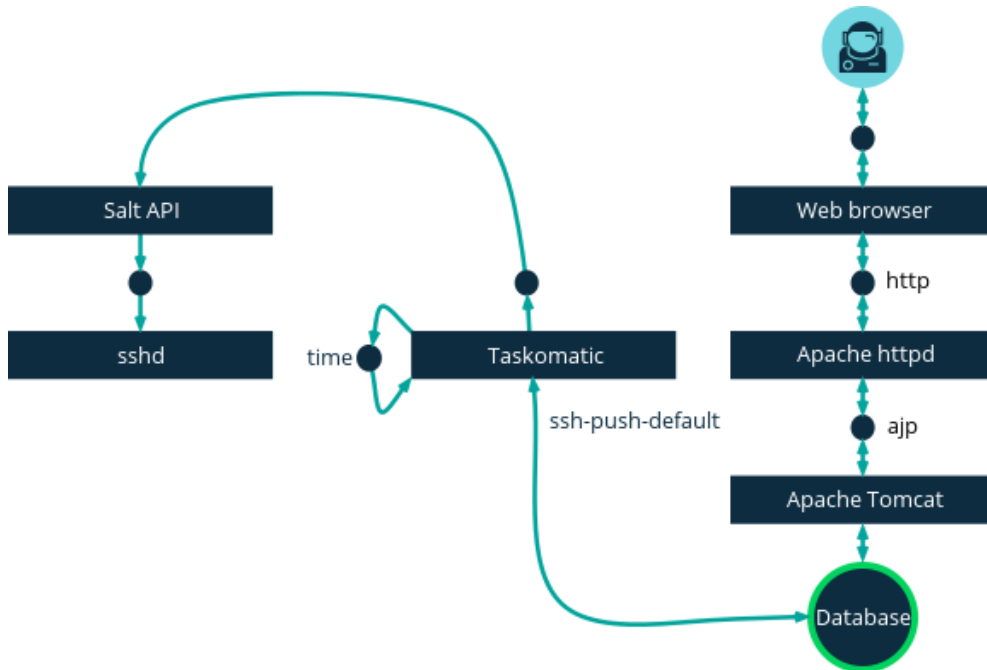 Salt API
Web browser
http
sshd
time
Taskomatic
Apache httpd
ssh-push-default
ajp
Apache Tomcat
Database